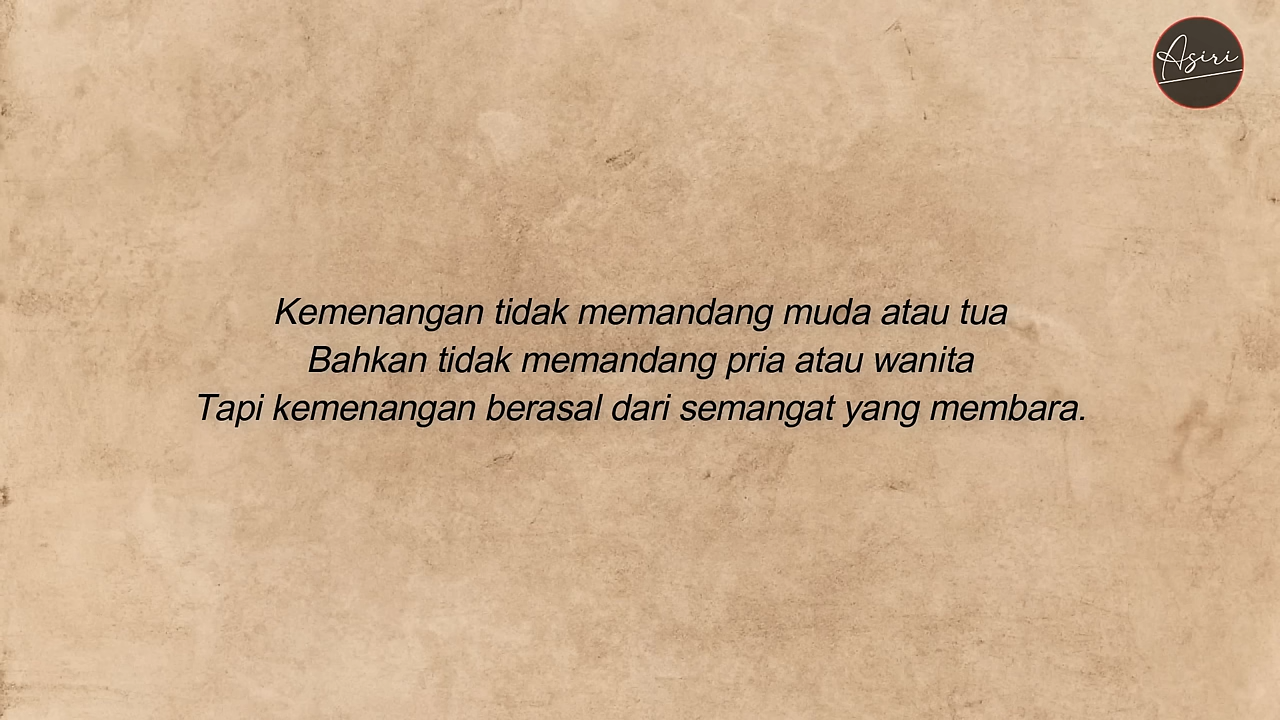 Asiri
Kemenangan tidak memandang muda atau tua
Bahkan tidak memandang pria atau wanita
Tapi kemenangan berasal dari semangat yang membara.